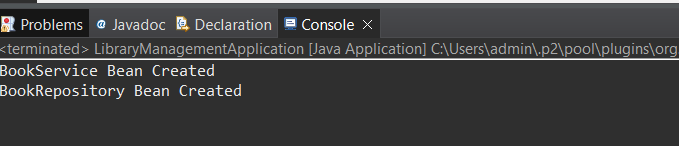 Problems @ Javadoc Declaration Console
<terminated> LibraryManagementApplication [Java Application] C:\Users\admin\.p2\pool\plugins\org
BookService Bean Created
BookRepository Bean Created